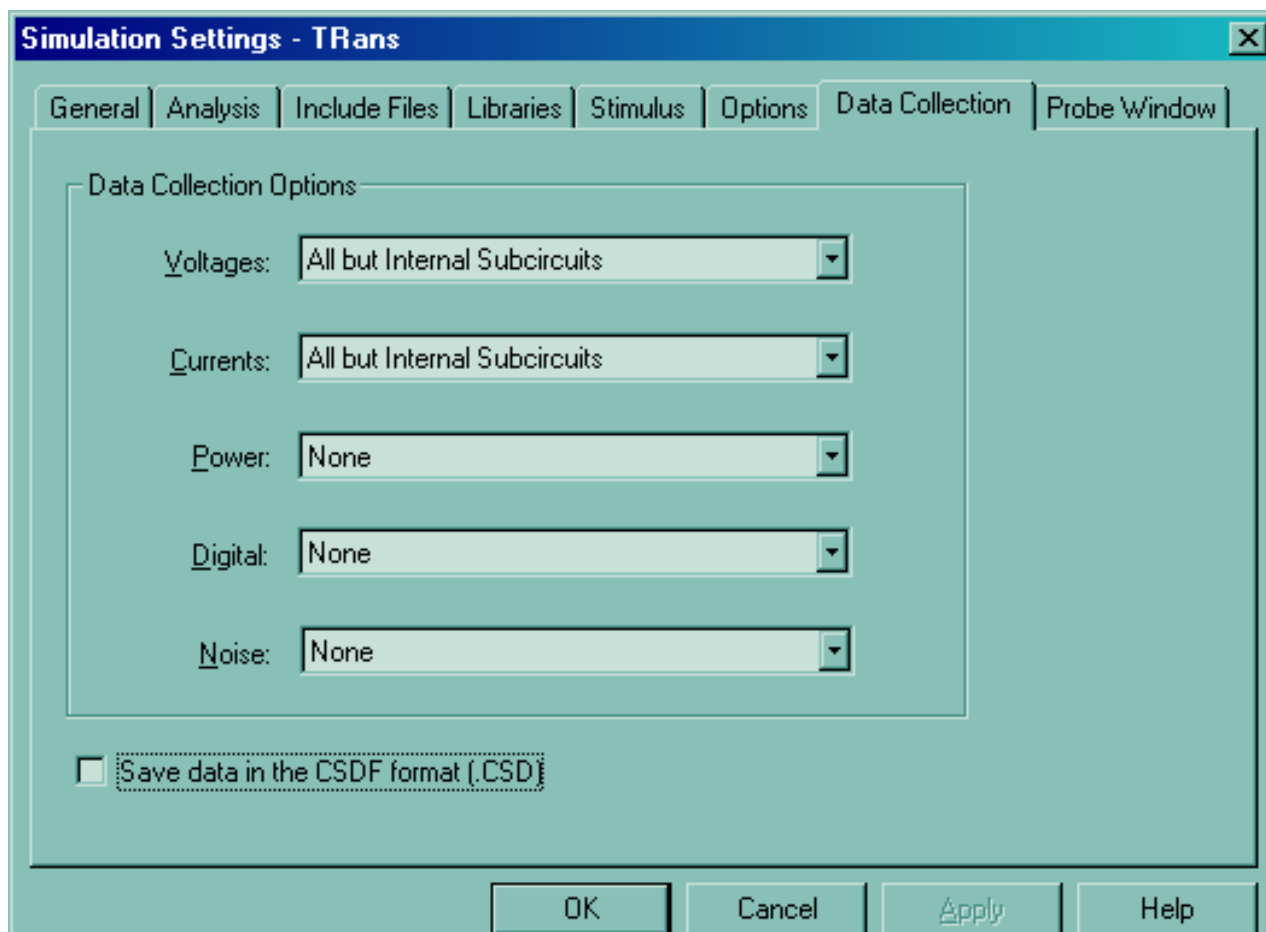 Simulation Settings - TRans
General Analysis Include Files Libraries Stimulus Options Data Collection Probe Window
Data Collection Options
Voltages: All but Internal Subcircuits
Currents: All but Internal Subcircuits
Power: None
Digital: None
Noise: None
Save data in the CSDF format (.CSD)
OK Cancel Apply Help